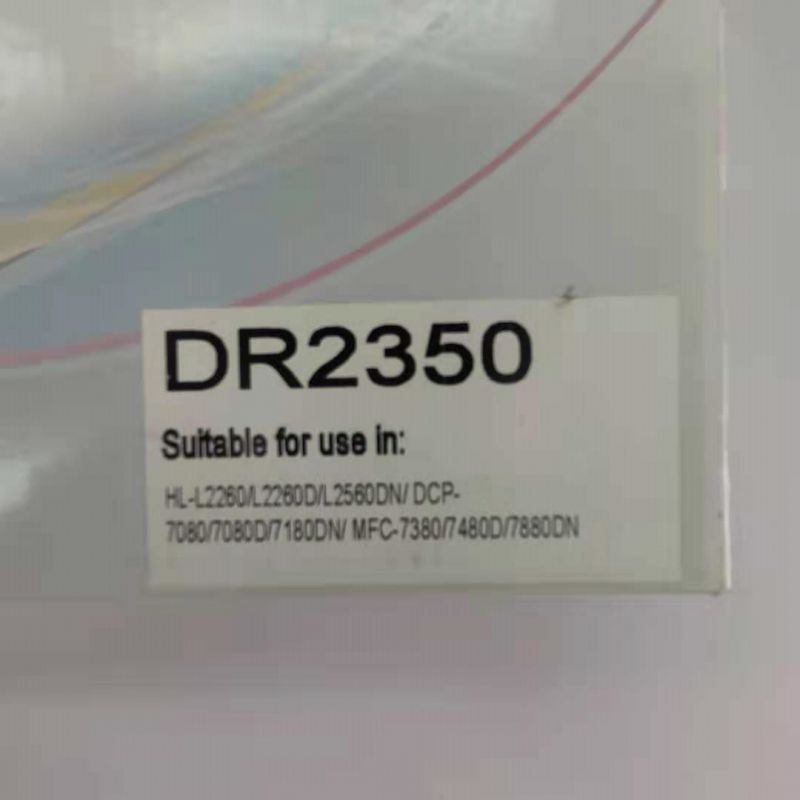 DR2350
Suitable for use in:
HL-L2260/L2260D/L2560DN/ DCP-
7080/7080D/7180DN/ MFC-7380/7480D/7880DN